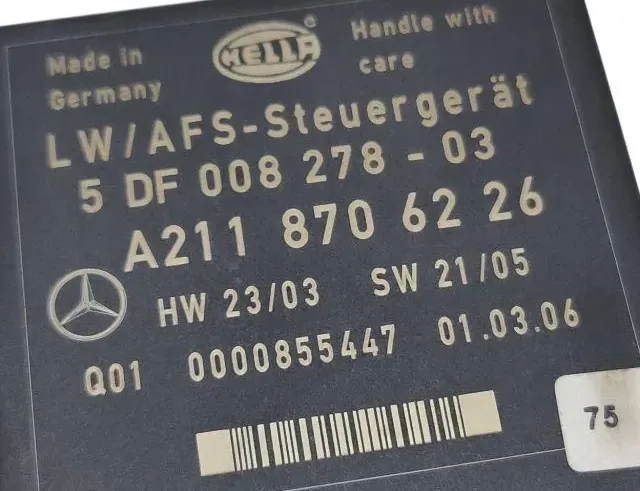 Made in
Germany
HELLA
Handle with
care
LW/AFS-Steuergerät
5 DF 008 278 - 03
A211 870 62 26
HW 23/03 SW 21/05
Q01 0000855447 01.03.06
75